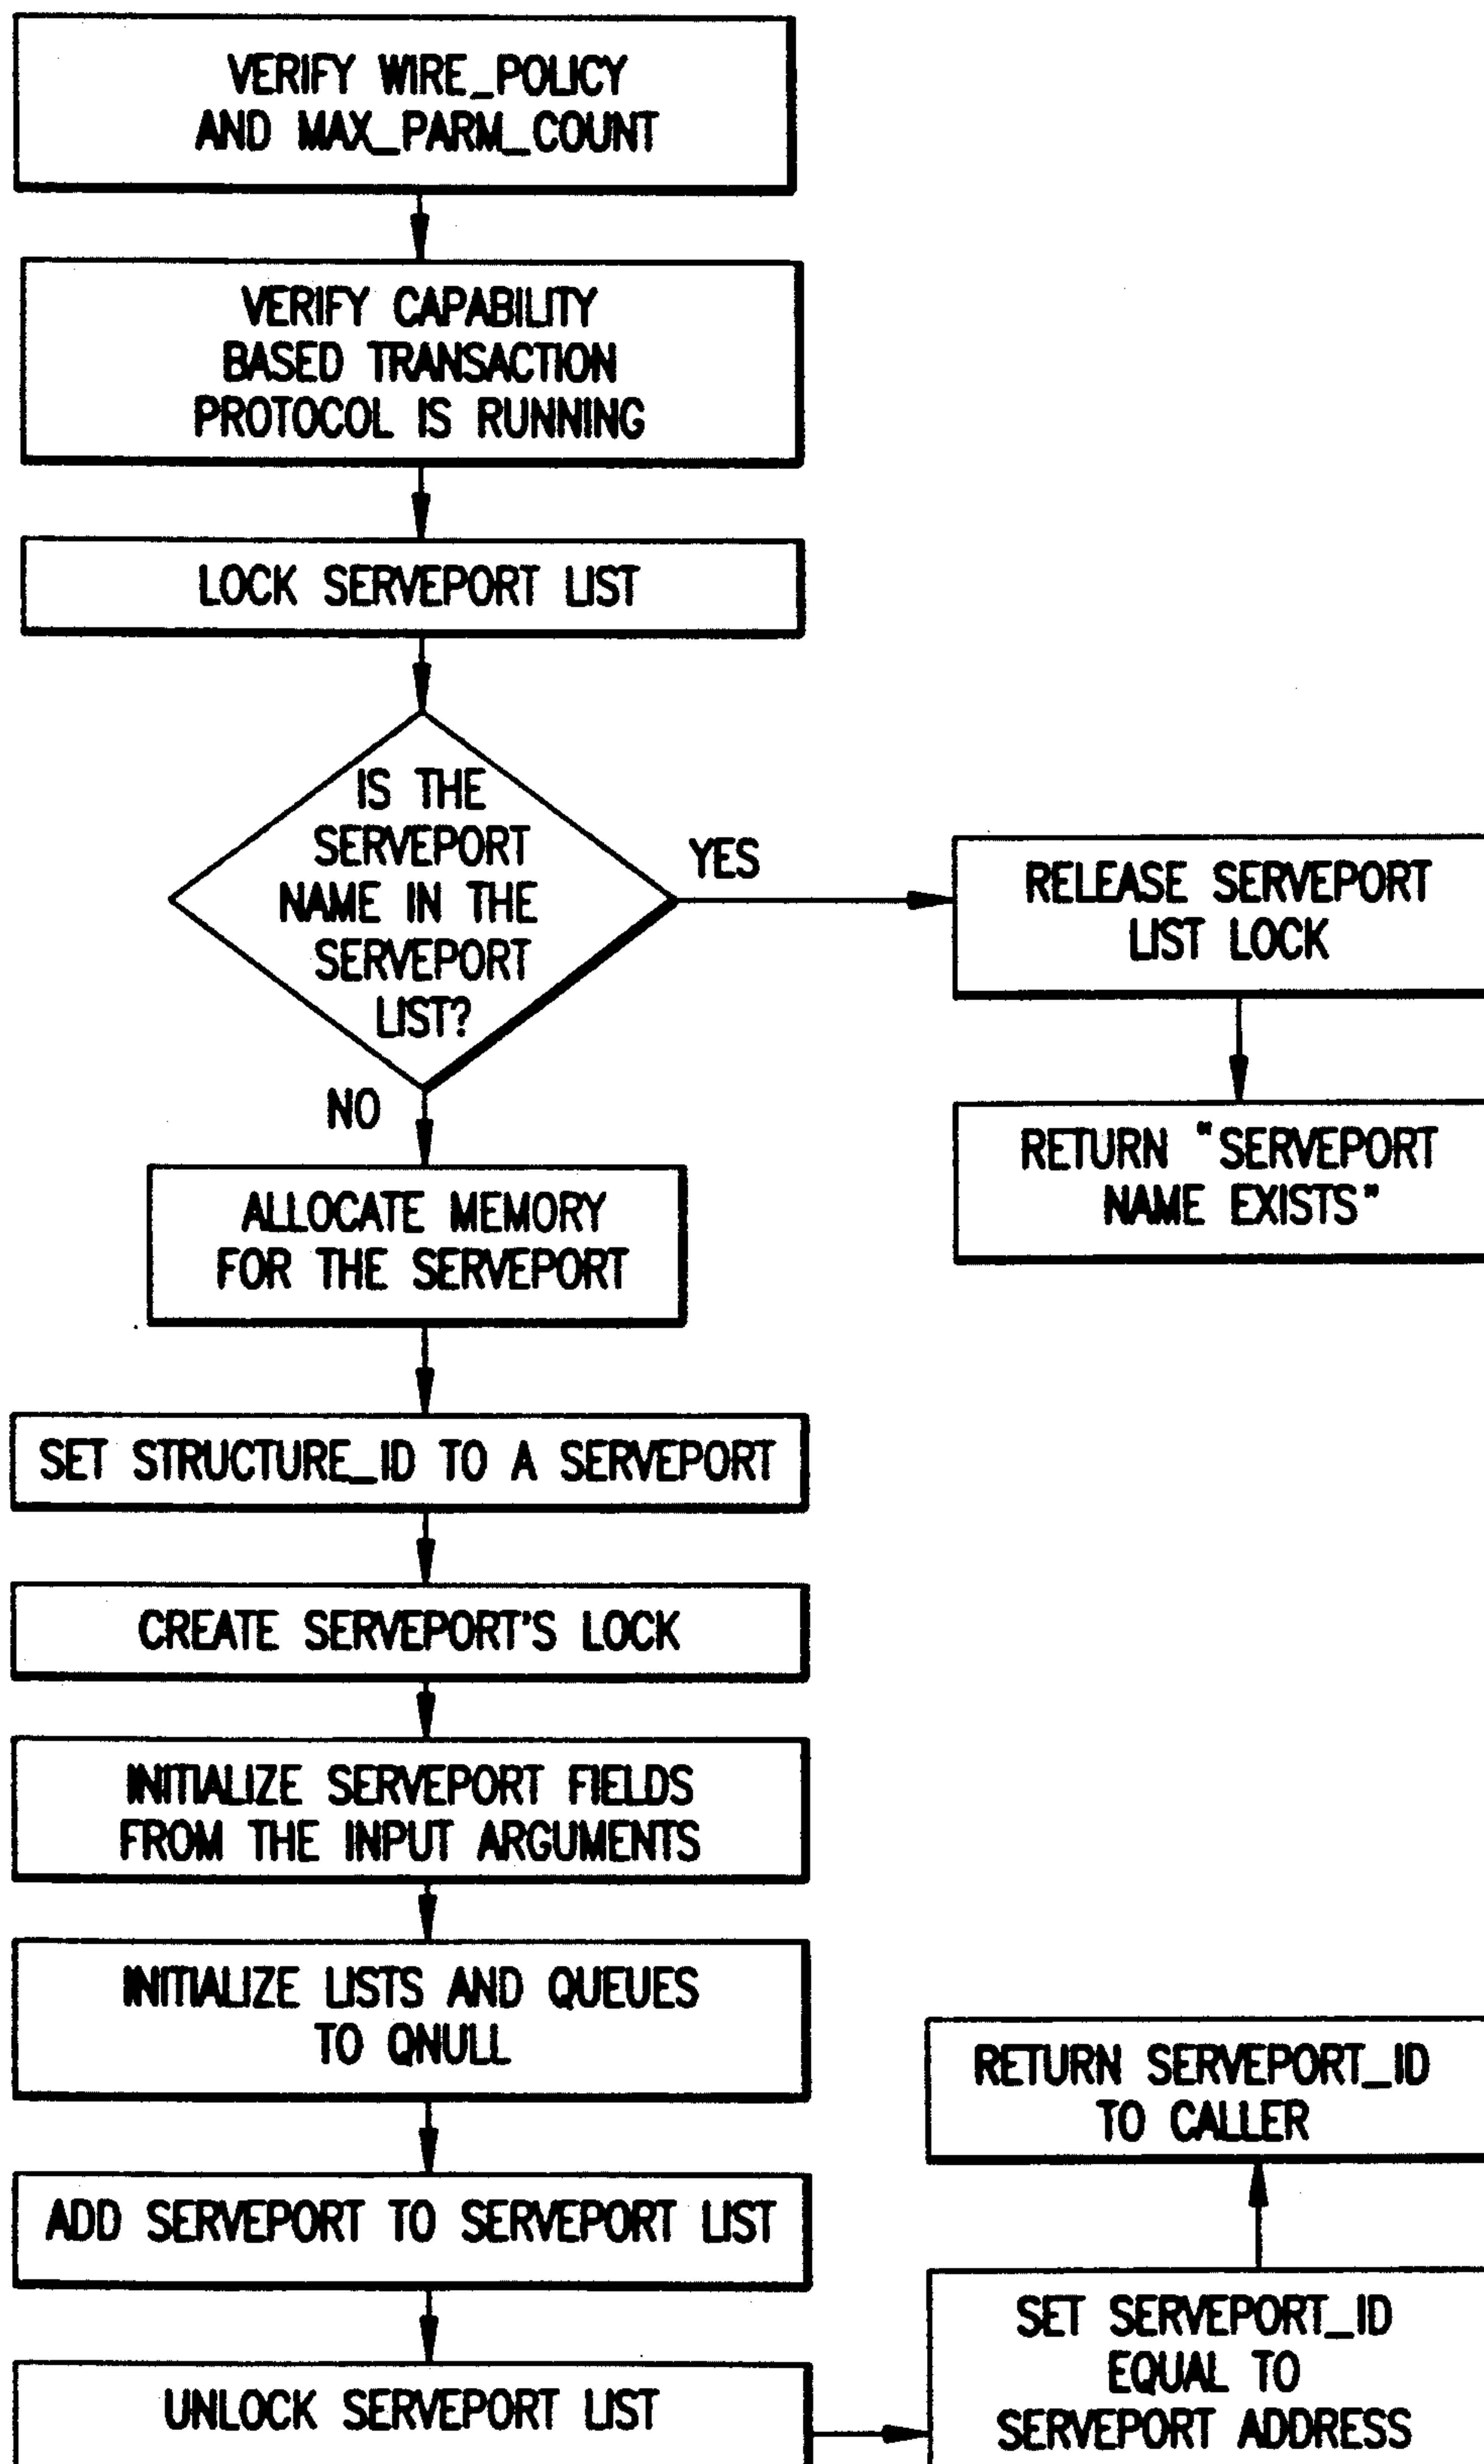 VERIFY WIRE_POLICY
AND MAX_PARM_COUNT
VERIFY CAPABILITY
BASED TRANSACTION
PROTOCOL IS RUNNING
LOCK SERVEPORT LIST
IS THE
SERVEPORT
NAME IN THE
SERVEPORT
LIST?
YES
RELEASE SERVEPORT
LIST LOCK
RETURN "SERVEPORT
NAME EXISTS"
NO
ALLOCATE MEMORY
FOR THE SERVEPORT
SET STRUCTURE_ID TO A SERVEPORT
CREATE SERVEPORT'S LOCK
INITIALIZE SERVEPORT FIELDS
FROM THE INPUT ARGUMENTS
INITIALIZE LISTS AND QUEUES
TO QNULL
ADD SERVEPORT TO SERVEPORT LIST
UNLOCK SERVEPORT LIST
SET SERVEPORT_ID
EQUAL TO
SERVEPORT ADDRESS
RETURN SERVEPORT_ID
TO CALLER